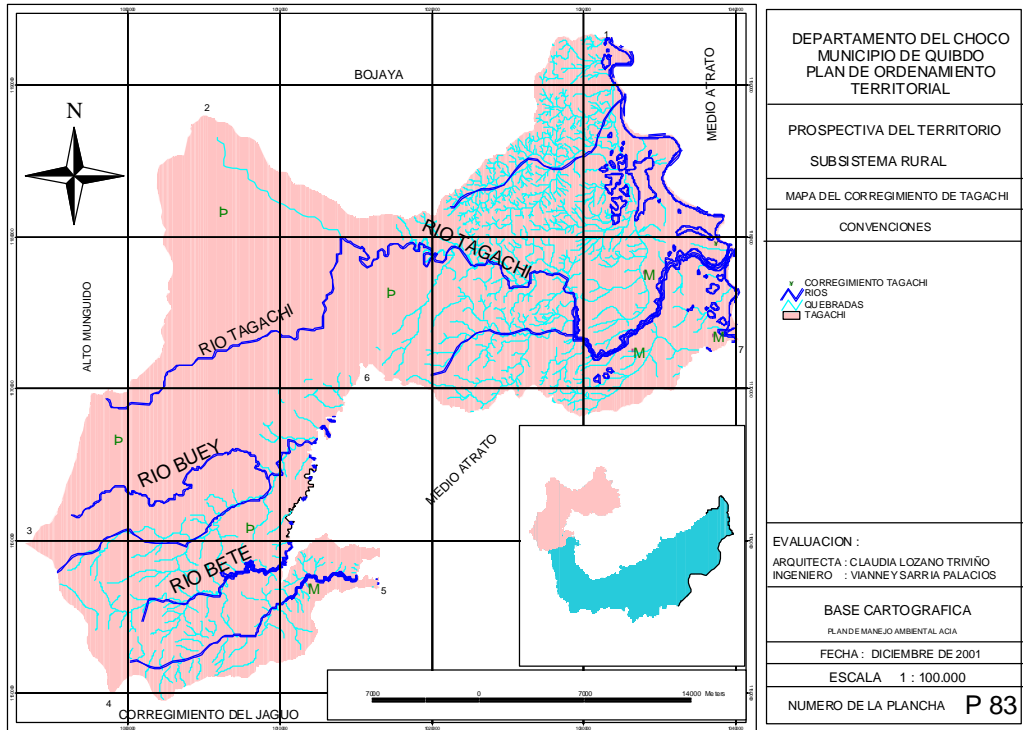 BOJAYA
MEDIO ATRATO
N
1
2
Þ
RIO TAGACHI
M
Þ
ALTO MUNGUIDO
RIO TAGACHI
M
M
7
6
Þ
RIO BUEY
MEDIO ATRATO
3
Þ
RIO BETE
M
5
4
CORREGIMIENTO DEL JAGUO
7000 0 7000 14000 Meters
DEPARTAMENTO DEL CHOCO
MUNICIPIO DE QUIBDO
PLAN DE ORDENAMIENTO
TERRITORIAL
PROSPECTIVA DEL TERRITORIO
SUBSISTEMA RURAL
MAPA DEL CORREGIMIENTO DE TAGACHI
CONVENCIONES
CORREGIMIENTO TAGACHI
RIOS
QUEBRADAS
TAGACHI
EVALUACION :
ARQUITECTA : CLAUDIA LOZANO TRIVIÑO
INGENIERO : VIANNEY SARRIA PALACIOS
BASE CARTOGRAFICA
PLAN DE MANEJO AMBIENTAL ACIA
FECHA : DICIEMBRE DE 2001
ESCALA 1 : 100.000
NUMERO DE LA PLANCHA P 83